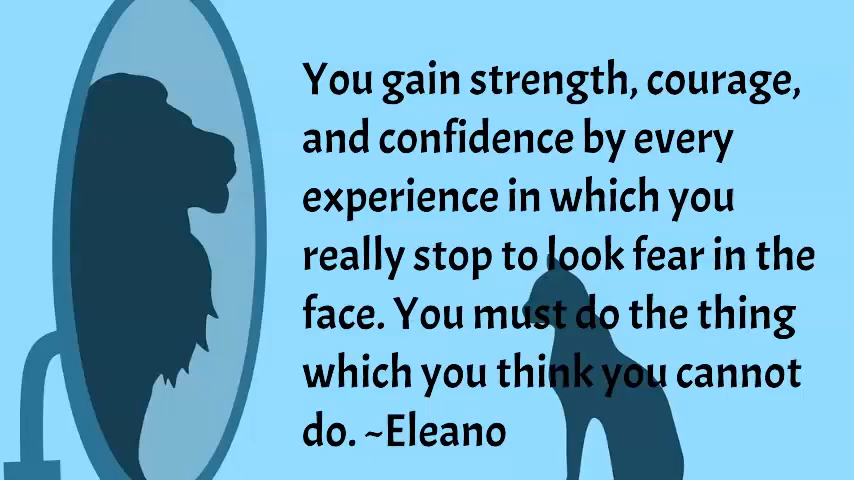 You gain strength, courage,
and confidence by every
experience in which you
really stop to look fear in the
face. You must do the thing
which you think you cannot
do. ~Eleano